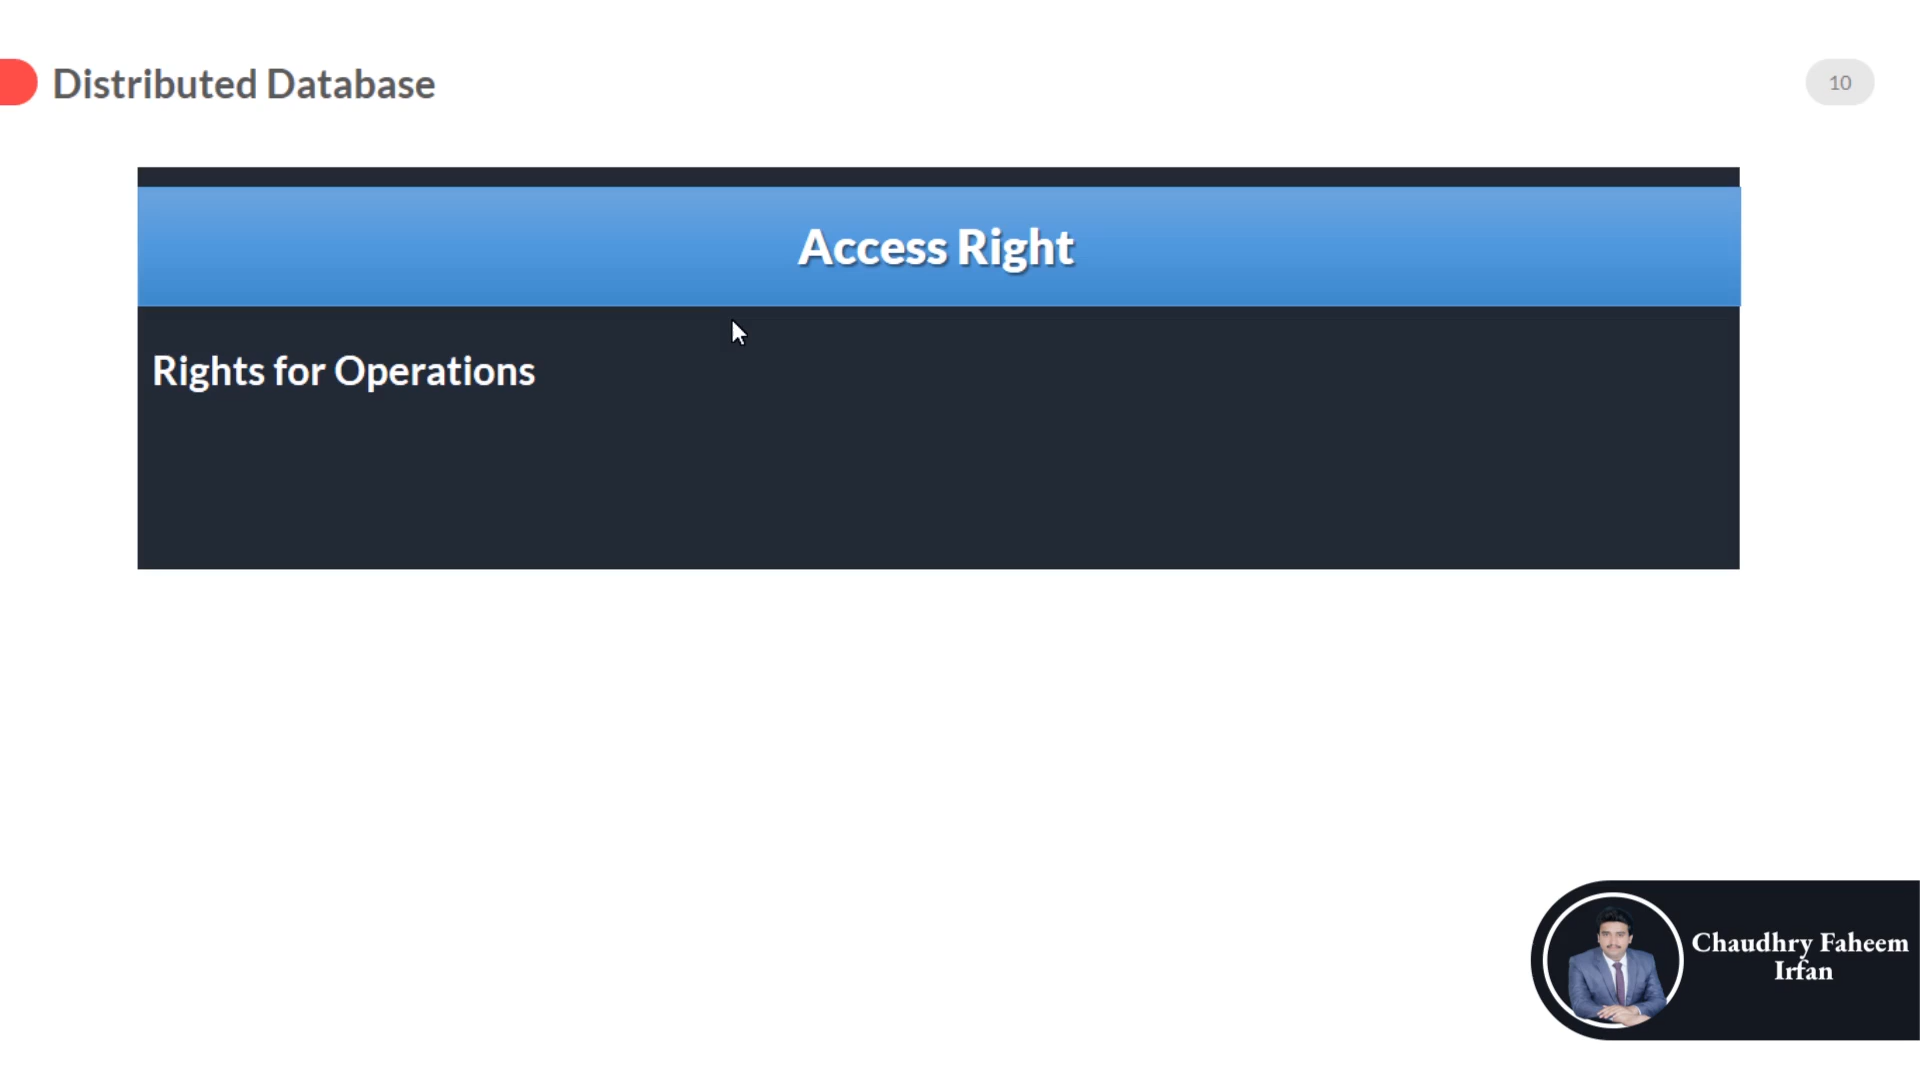 Distributed Database
10
Access Right
Rights for Operations
Chaudhry Faheem
Irfan